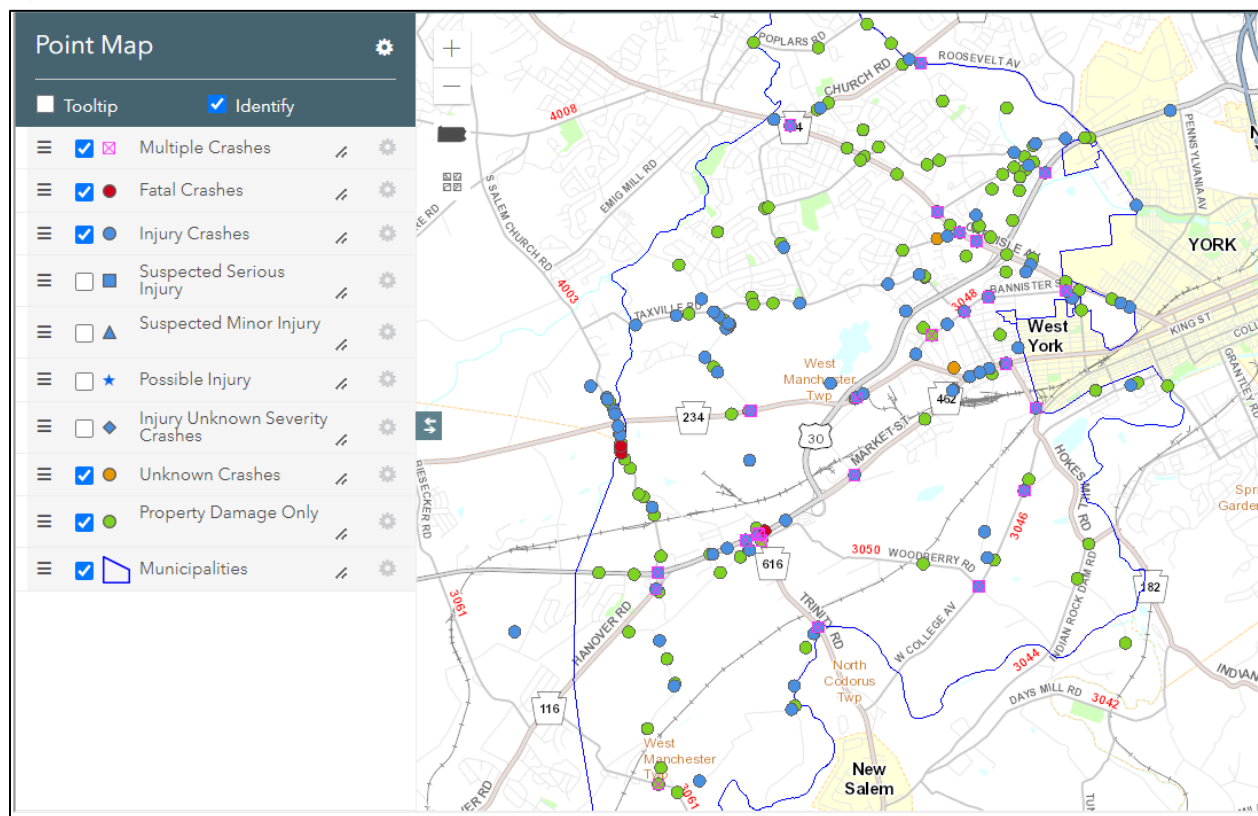 Point Map
Tooltip
Identify
Multiple Crashes
Fatal Crashes
Injury Crashes
Suspected Serious
Injury
Suspected Minor Injury
Possible Injury
Injury Unknown Severity
Crashes
Unknown Crashes
Property Damage Only
Municipalities
+
−
POPLARS RD
ROOSEVELT AV
CHURCH RD
4008
EMIG MILL RD
S SALEM CHURCH RD
PENNSYLVANIA AV
YORK
4003
TAXVILLE RD
3048
BANNISTER S
KING ST
West
York
GRANTLEY RD
West
Manchester
Twp
234
462
30
MARKET ST
HOKES MILL RD
3046
3050
WOODBERRY RD
616
182
INDIAN ROCK DAM RD
3061
HANOVER RD
TRINITY RD
W COLLEGE AV
North
Codorus
Twp
3044
DAYS MILL RD
3042
116
West
Manchester
3061
New
Salem